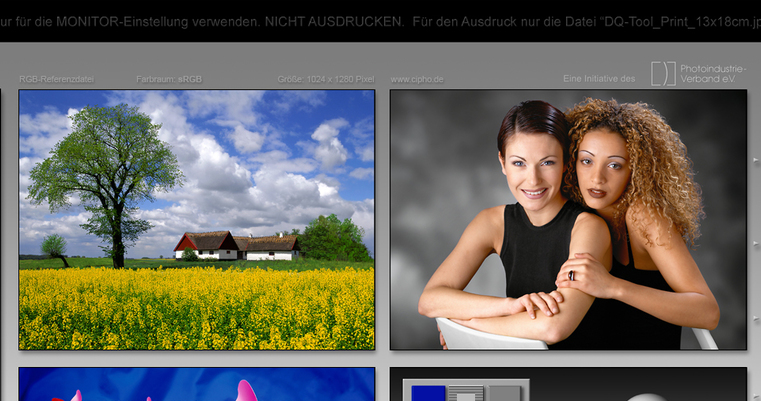 ur für die MONITOR-Einstellung verwenden. NICHT AUSDRUCKEN. Für den Ausdruck nur die Datei "DQ-Tool_Print_13x18cm.jp
RGB-Referenzdatei Farbraum: sRGB Größe: 1024 x 1280 Pixel www.cipho.de Eine Initiative des
Photoindustrie-
Verband e.V.